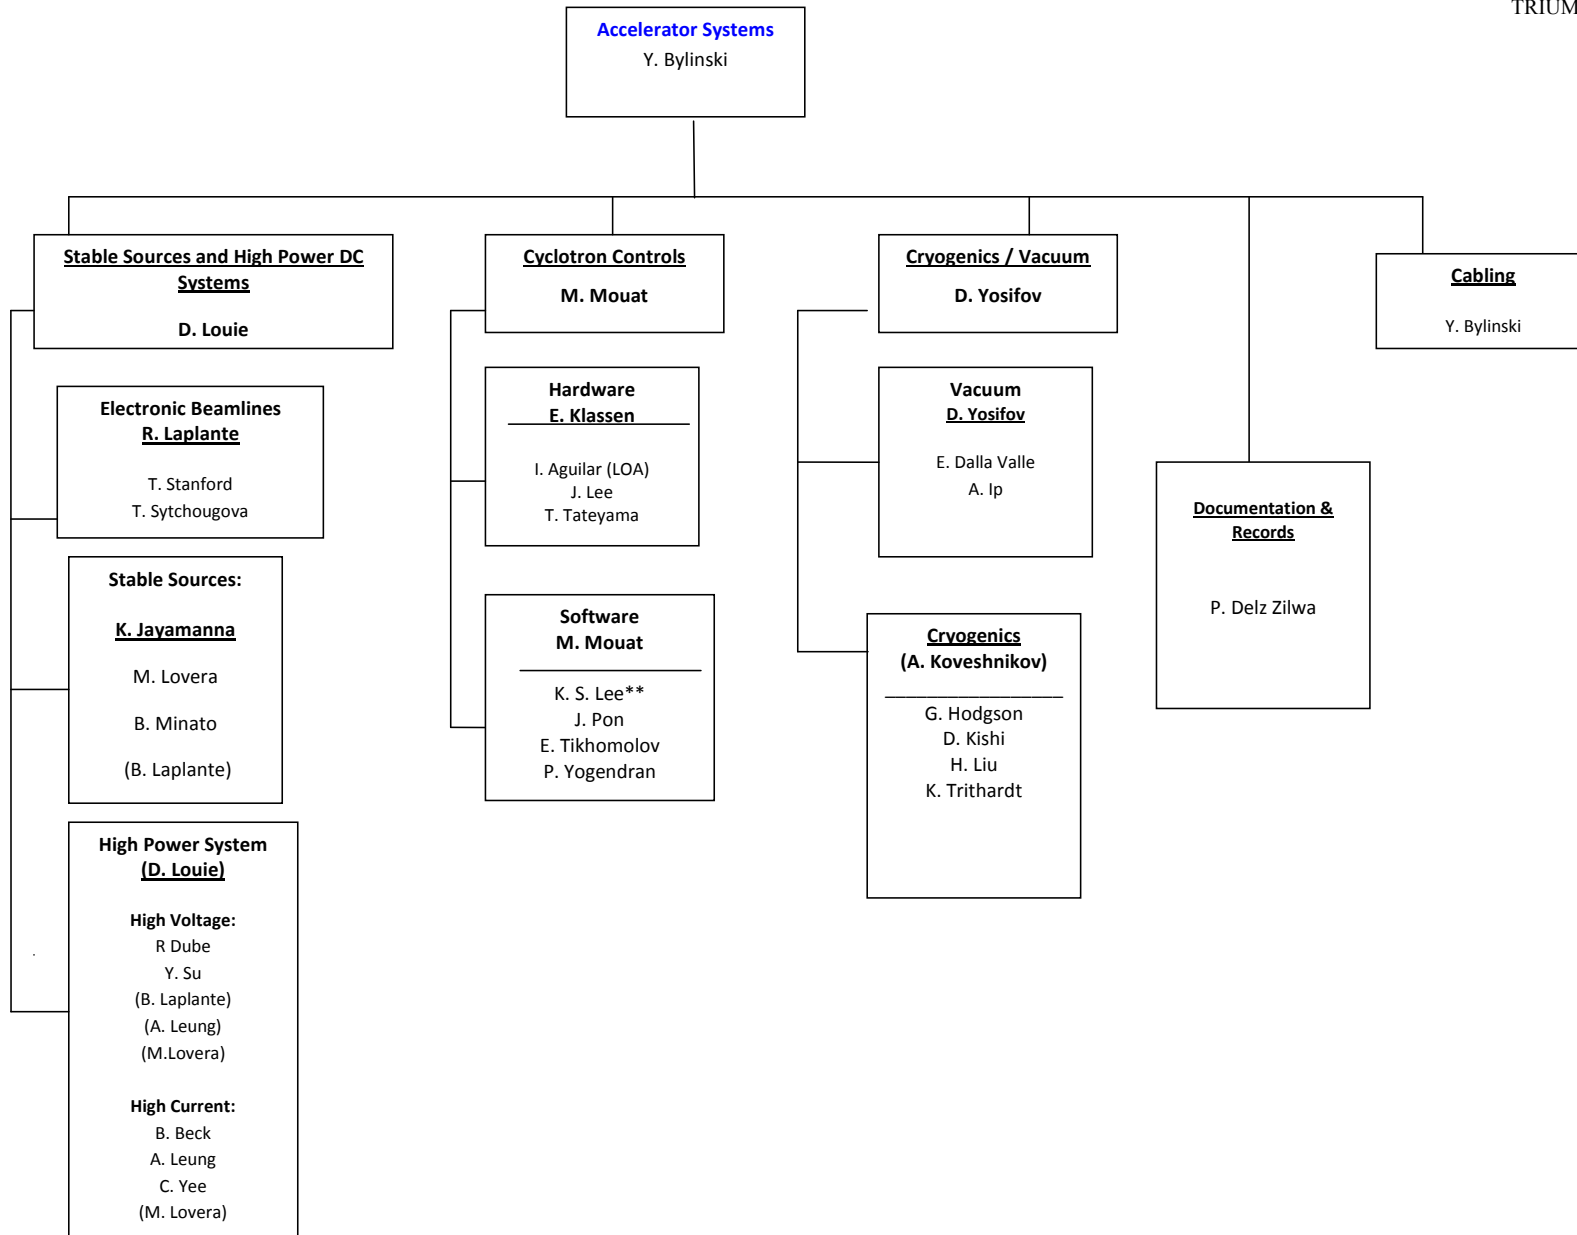 TRIUM
Accelerator Systems
Y. Bylinski
Stable Sources and High Power DC
Systems
D. Louie
Electronic Beamlines
R. Laplante
T. Stanford
T. Sytchougova
Stable Sources:
K. Jayamanna
M. Lovera
B. Minato
(B. Laplante)
High Power System
(D. Louie)
High Voltage:
R Dube
Y. Su
(B. Laplante)
(A. Leung)
(M.Lovera)
High Current:
B. Beck
A. Leung
C. Yee
(M. Lovera)
Cyclotron Controls
M. Mouat
Hardware
E. Klassen
I. Aguilar (LOA)
J. Lee
T. Tateyama
Software
M. Mouat
K. S. Lee**
J. Pon
E. Tikhomolov
P. Yogendran
Cryogenics / Vacuum
D. Yosifov
Vacuum
D. Yosifov
E. Dalla Valle
A. Ip
Cryogenics
(A. Koveshnikov)
G. Hodgson
D. Kishi
H. Liu
K. Trithardt
Documentation &
Records
P. Delz Zilwa
Cabling
Y. Bylinski